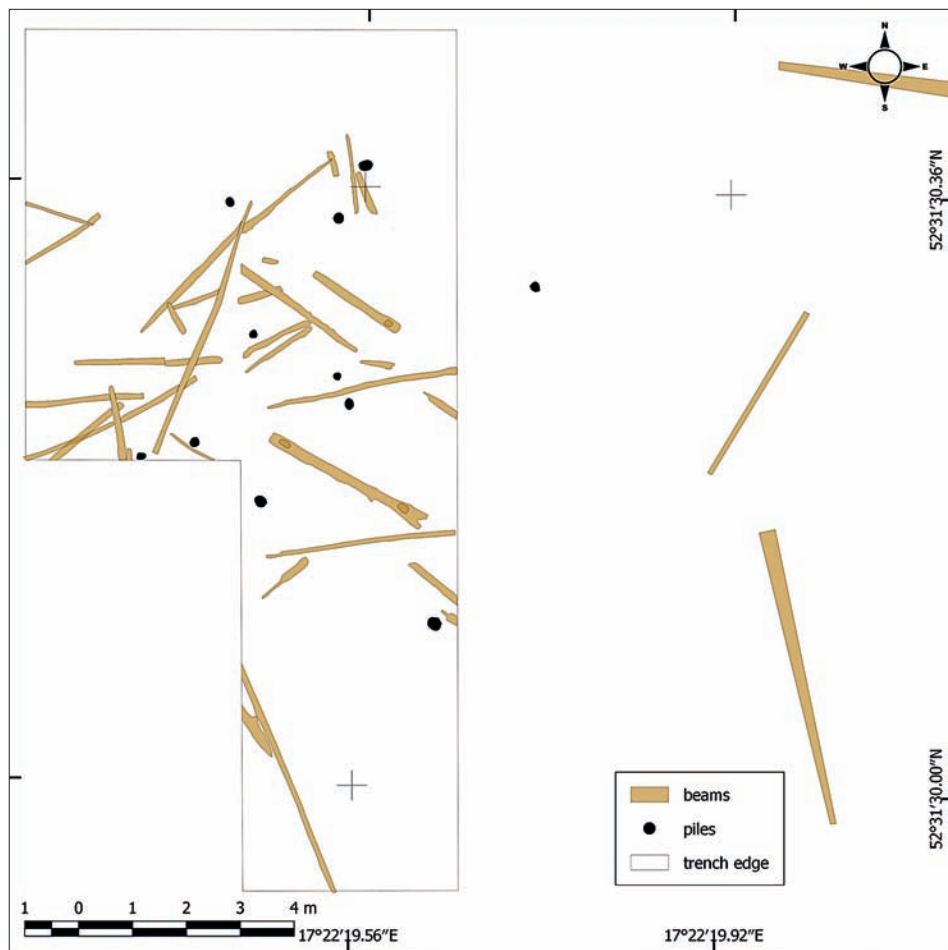 N
W E
S
52°31′30.36″N
beams
piles
trench edge
52°31′30.00″N
1 0 1 2 3 4 m
17°22′19.56″E
17°22′19.92″E